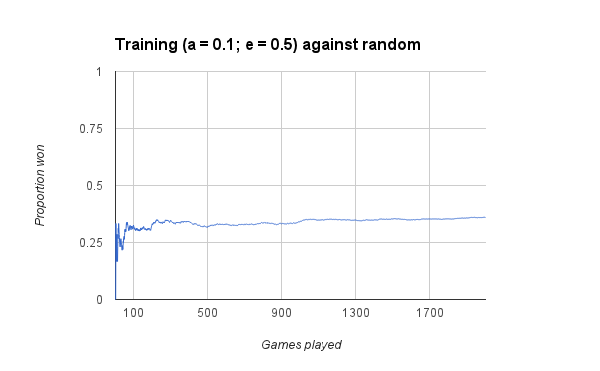 Training (a = 0.1; e = 0.5) against random
1
0.75
0.5
0.25
0
Proportion won
100 500 900 1300 1700
Games played